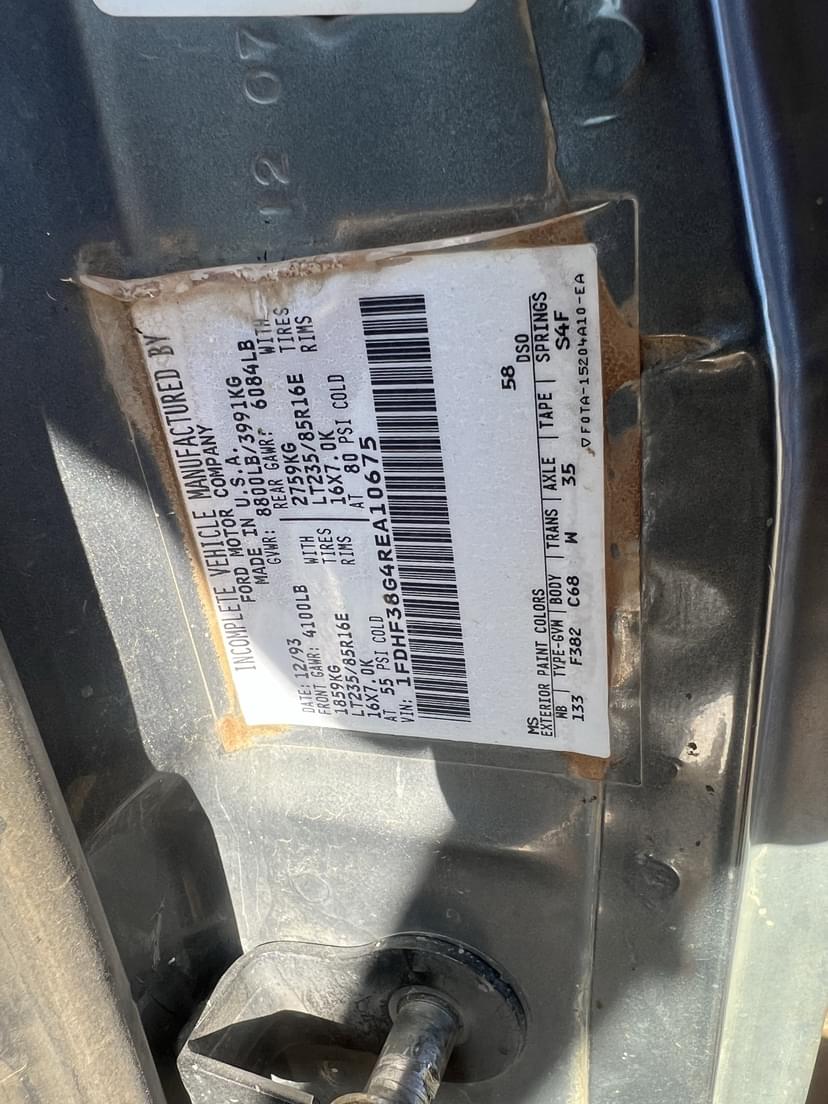 12 07
INCOMPLETE VEHICLE MANUFACTURED BY
FORD MOTOR COMPANY
MADE IN U.S.A.
GVWR: 8800LB/3991KG
DATE: 12/93
FRONT GAWR: 4100LB
1859KG WITH
LT235/85R16E TIRES
16X7.0K RIMS
AT 55 PSI COLD
REAR GAWR: 6084LB
2759KG WITH
LT235/85R16E TIRES
16X7.0K RIMS
AT 80 PSI COLD
VIN: 1FDHF38G4REA10675
58
DSO
MS
EXTERIOR PAINT COLORS
WB | TYPE-GVW | BODY | TRANS | AXLE | TAPE | SPRINGS
133 F382 C68 W 35 S4F
▽F0TA-15204A10-EA